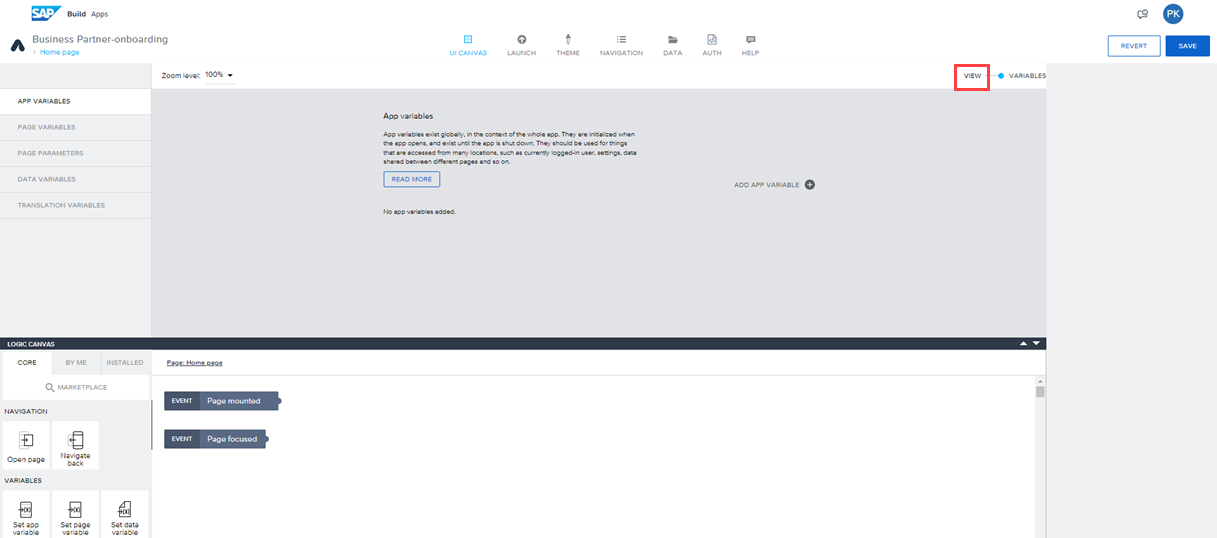 SAP Build Apps
PK
Business Partner-onboarding
› Home page
UI CANVAS
LAUNCH
THEME
NAVIGATION
DATA
AUTH
HELP
REVERT
SAVE
Zoom level: 100%
VIEW
VARIABLES
APP VARIABLES
PAGE VARIABLES
PAGE PARAMETERS
DATA VARIABLES
TRANSLATION VARIABLES
App variables
App variables exist globally, in the context of the whole app. They are initialized when
the app opens, and exist until the app is shut down. They should be used for things
that are accessed from many locations, such as currently logged-in user, settings, data
shared between different pages and so on.
READ MORE
ADD APP VARIABLE
No app variables added.
LOGIC CANVAS
CORE
BY ME
INSTALLED
MARKETPLACE
Page: Home page
EVENT Page mounted
EVENT Page focused
NAVIGATION
Open page
Navigate
back
VARIABLES
Set app
variable
Set page
variable
Set data
variable